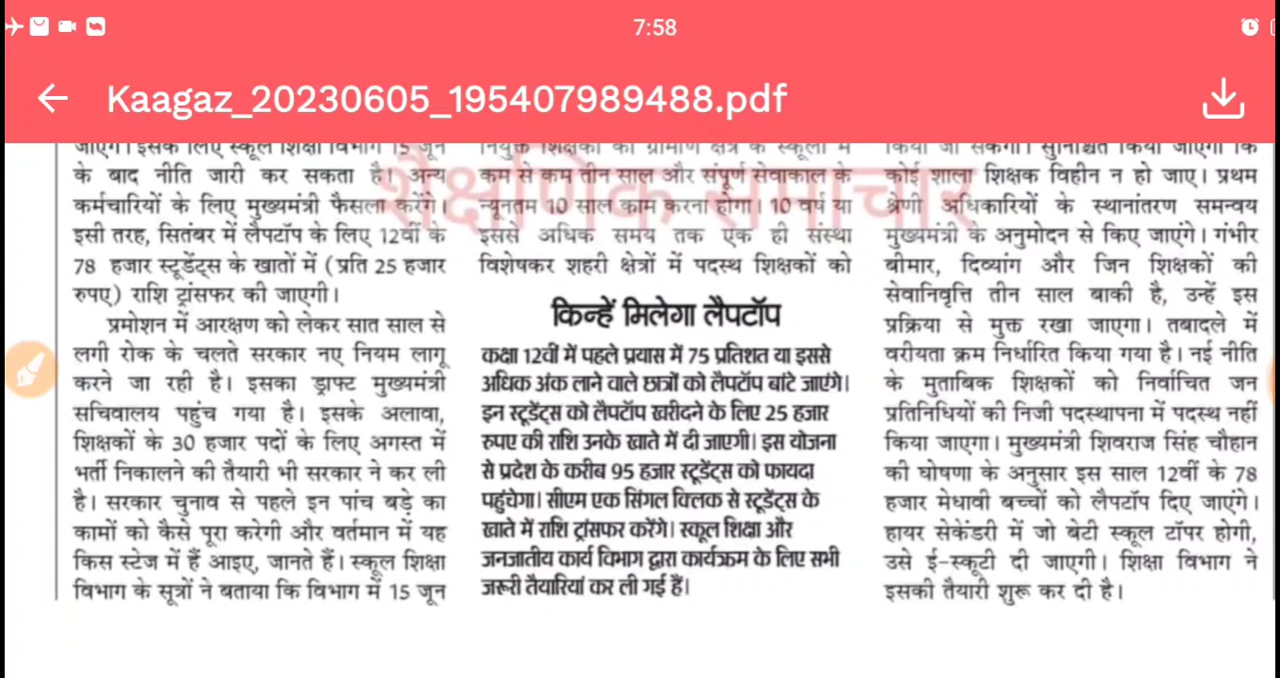 7:58
Kaagaz_20230605_195407989488.pdf
शैक्षणिक समाचार
जाएंगे। इसके लिए स्कूल शिक्षा विभाग 15 जून
के बाद नीति जारी कर सकता है। अन्य
कर्मचारियों के लिए मुख्यमंत्री फैसला करेंगे।
इसी तरह, सितंबर में लैपटॉप के लिए 12वीं के
78 हजार स्टूडेंट्स के खातों में (प्रति 25 हजार
रुपए) राशि ट्रांसफर की जाएगी।
प्रमोशन में आरक्षण को लेकर सात साल से
लगी रोक के चलते सरकार नए नियम लागू
करने जा रही है। इसका ड्राफ्ट मुख्यमंत्री
सचिवालय पहुंच गया है। इसके अलावा,
शिक्षकों के 30 हजार पदों के लिए अगस्त में
भर्ती निकालने की तैयारी भी सरकार ने कर ली
है। सरकार चुनाव से पहले इन पांच बड़े का
कामों को कैसे पूरा करेगी और वर्तमान में यह
किस स्टेज में हैं आइए, जानते हैं। स्कूल शिक्षा
विभाग के सूत्रों ने बताया कि विभाग में 15 जून
नियुक्त शिक्षकों को ग्रामीण क्षेत्र के स्कूलों में
कम से कम तीन साल और संपूर्ण सेवाकाल के
न्यूनतम 10 साल काम करना होगा। 10 वर्ष या
इससे अधिक समय तक एक ही संस्था
विशेषकर शहरी क्षेत्रों में पदस्थ शिक्षकों को
किन्हें मिलेगा लैपटॉप
कक्षा 12वीं में पहले प्रयास में 75 प्रतिशत या इससे
अधिक अंक लाने वाले छात्रों को लैपटॉप बांटे जाएंगे।
इन स्टूडेंट्स को लैपटॉप खरीदने के लिए 25 हजार
रुपए की राशि उनके खाते में दी जाएगी। इस योजना
से प्रदेश के करीब 95 हजार स्टूडेंट्स को फायदा
पहुंचेगा। सीएम एक सिंगल क्लिक से स्टूडेंट्स के
खाते में राशि ट्रांसफर करेंगे। स्कूल शिक्षा और
जनजातीय कार्य विभाग द्वारा कार्यक्रम के लिए सभी
जरूरी तैयारियां कर ली गई हैं।
किया जा सकेगा। सुनिश्चित किया जाएगा कि
कोई शाला शिक्षक विहीन न हो जाए। प्रथम
श्रेणी अधिकारियों के स्थानांतरण समन्वय
मुख्यमंत्री के अनुमोदन से किए जाएंगे। गंभीर
बीमार, दिव्यांग और जिन शिक्षकों की
सेवानिवृत्ति तीन साल बाकी है, उन्हें इस
प्रक्रिया से मुक्त रखा जाएगा। तबादले में
वरीयता क्रम निर्धारित किया गया है। नई नीति
के मुताबिक शिक्षकों को निर्वाचित जन
प्रतिनिधियों की निजी पदस्थापना में पदस्थ नहीं
किया जाएगा। मुख्यमंत्री शिवराज सिंह चौहान
की घोषणा के अनुसार इस साल 12वीं के 78
हजार मेधावी बच्चों को लैपटॉप दिए जाएंगे।
हायर सेकेंडरी में जो बेटी स्कूल टॉपर होगी,
उसे ई-स्कूटी दी जाएगी। शिक्षा विभाग ने
इसकी तैयारी शुरू कर दी है।